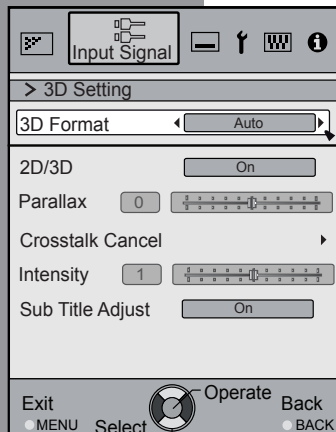 Input Signal
> 3D Setting
3D Format Auto
2D/3D On
Parallax 0
Crosstalk Cancel
Intensity 1
Sub Title Adjust On
Exit Operate Back
MENU Select BACK